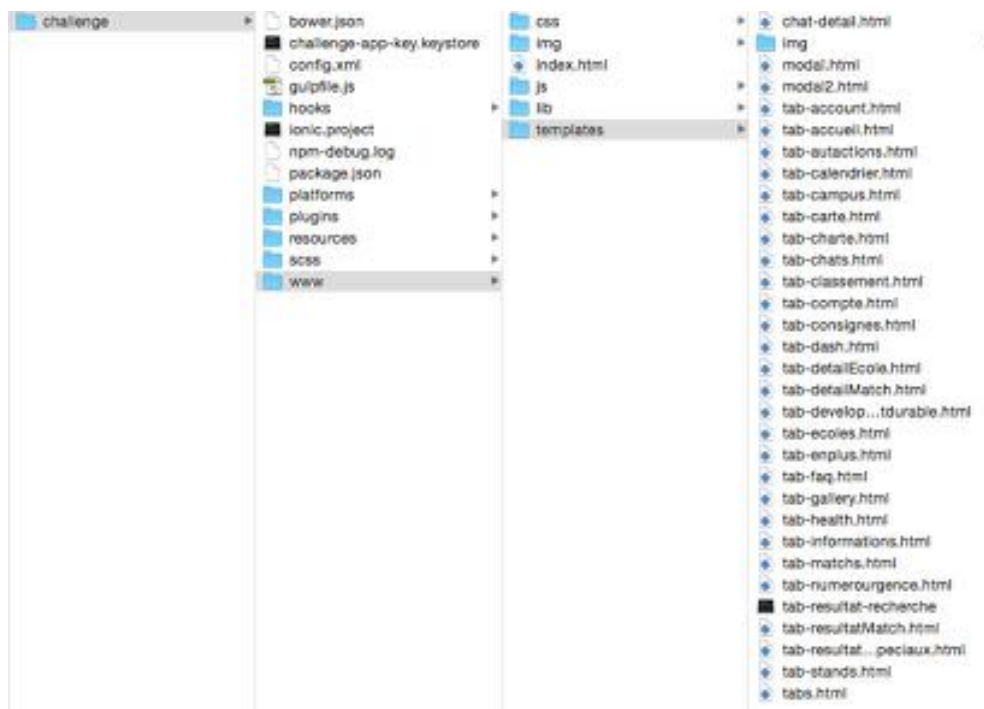 challenge
bower.json
challenge-app-key.keystore
config.xml
gulpfile.js
hooks
ionic.project
npm-debug.log
package.json
platforms
plugins
resources
scss
www
css
img
index.html
js
lib
templates
chat-detail.html
img
modal.html
modal2.html
tab-account.html
tab-accueil.html
tab-autactions.html
tab-calendrier.html
tab-campus.html
tab-carte.html
tab-charte.html
tab-chats.html
tab-classement.html
tab-compte.html
tab-consignes.html
tab-dash.html
tab-detailEcole.html
tab-detailMatch.html
tab-develop...tdurable.html
tab-ecoles.html
tab-enplus.html
tab-faq.html
tab-gallery.html
tab-health.html
tab-informations.html
tab-matchs.html
tab-numerourgence.html
tab-resultat-recherche
tab-resultatMatch.html
tab-resultat...peciaux.html
tab-stands.html
tabs.html